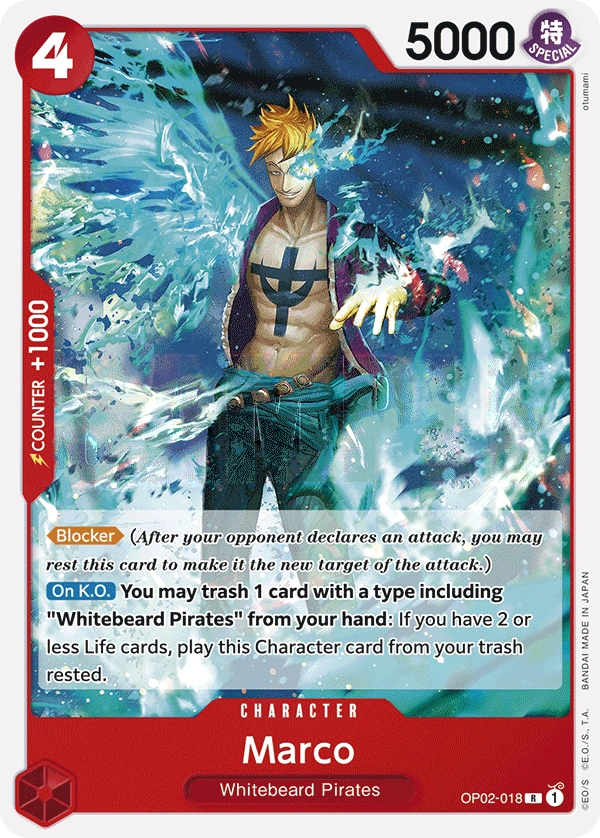 4
5000
特
SPECIAL
otumami
COUNTER +1000
Blocker (After your opponent declares an attack, you may
rest this card to make it the new target of the attack.)
On K.O. You may trash 1 card with a type including
"Whitebeard Pirates" from your hand: If you have 2 or
less Life cards, play this Character card from your trash
rested.
CHARACTER
Marco
Whitebeard Pirates
OP02-018 R 1
©EO/S ©E.O./S., T.A. BANDAI MADE IN JAPAN